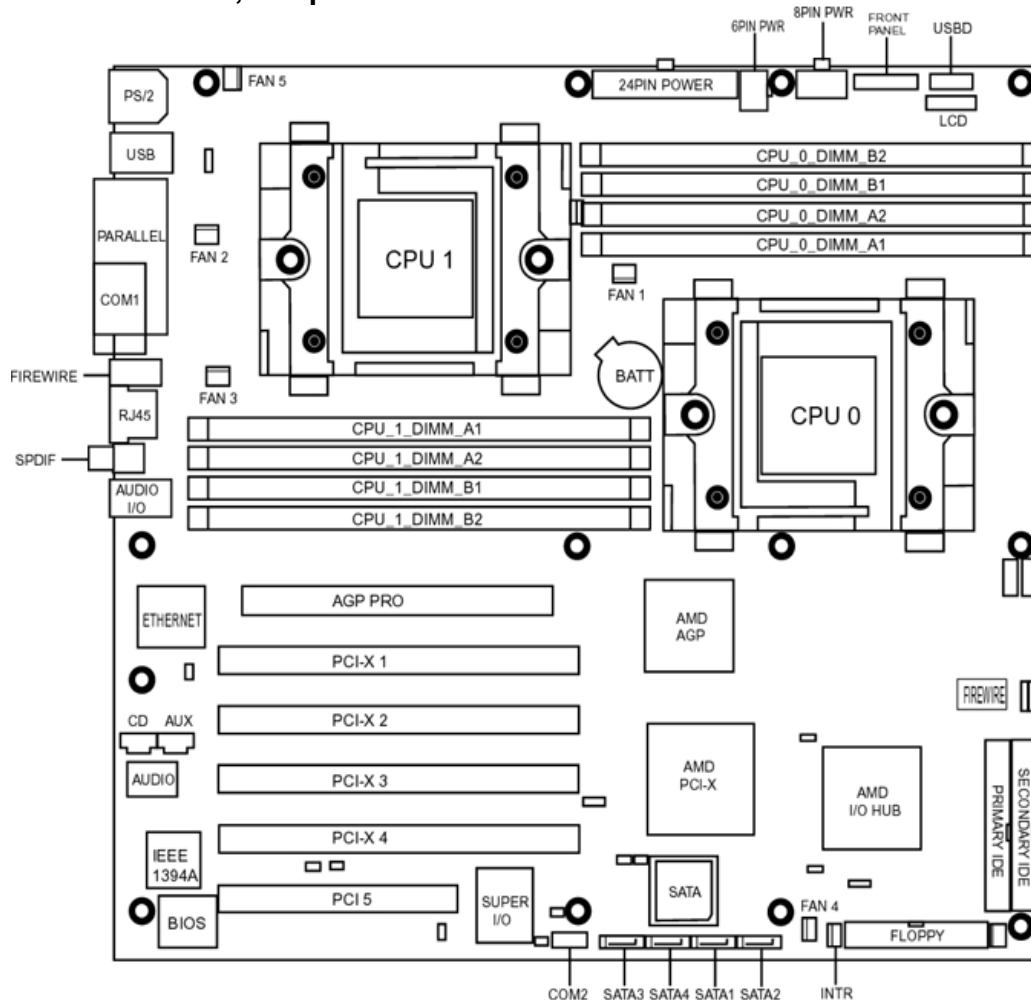 6PIN PWR
8PIN PWR
FRONT
PANEL
USBD
PS/2
FAN 5
24PIN POWER
LCD
USB
CPU_0_DIMM_B2
CPU_0_DIMM_B1
CPU_0_DIMM_A2
CPU_0_DIMM_A1
PARALLEL
FAN 2
CPU 1
FAN 1
COM1
FIREWIRE
FAN 3
BATT
CPU 0
RJ45
CPU_1_DIMM_A1
CPU_1_DIMM_A2
CPU_1_DIMM_B1
CPU_1_DIMM_B2
SPDIF
AUDIO
I/O
AGP PRO
ETHERNET
AMD
AGP
PCI-X 1
FIREWIRE
CD
AUX
PCI-X 2
AUDIO
PCI-X 3
AMD
PCI-X
AMD
I/O HUB
PRIMARY IDE
SECONDARY IDE
PCI-X 4
IEEE
1394A
PCI 5
SUPER
I/O
SATA
BIOS
FAN 4
FLOPPY
COM2
SATA3
SATA4
SATA1
SATA2
INTR